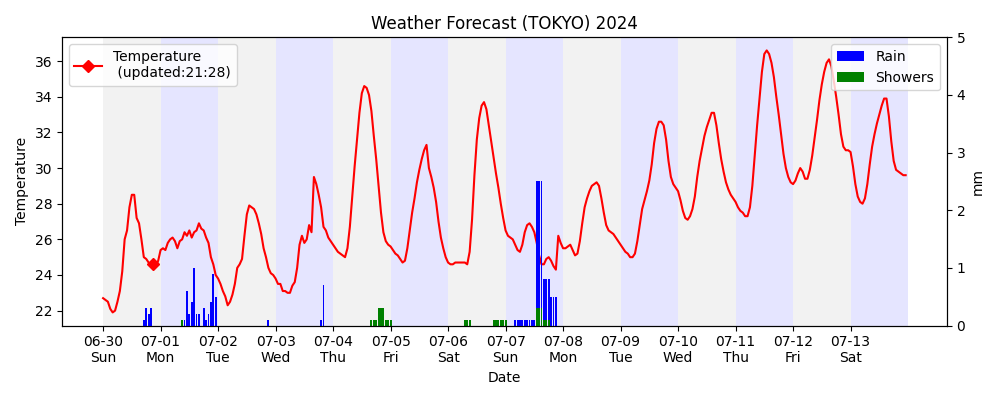 Weather Forecast (TOKYO) 2024
Temperature
(updated:21:28)
Rain
Showers
Temperature
36
34
32
30
28
26
24
22
5
4
3
2
1
0
mm
06-30 07-01 07-02 07-03 07-04 07-05 07-06 07-07 07-08 07-09 07-10 07-11 07-12 07-13
Sun Mon Tue Wed Thu Fri Sat Sun Mon Tue Wed Thu Fri Sat
Date